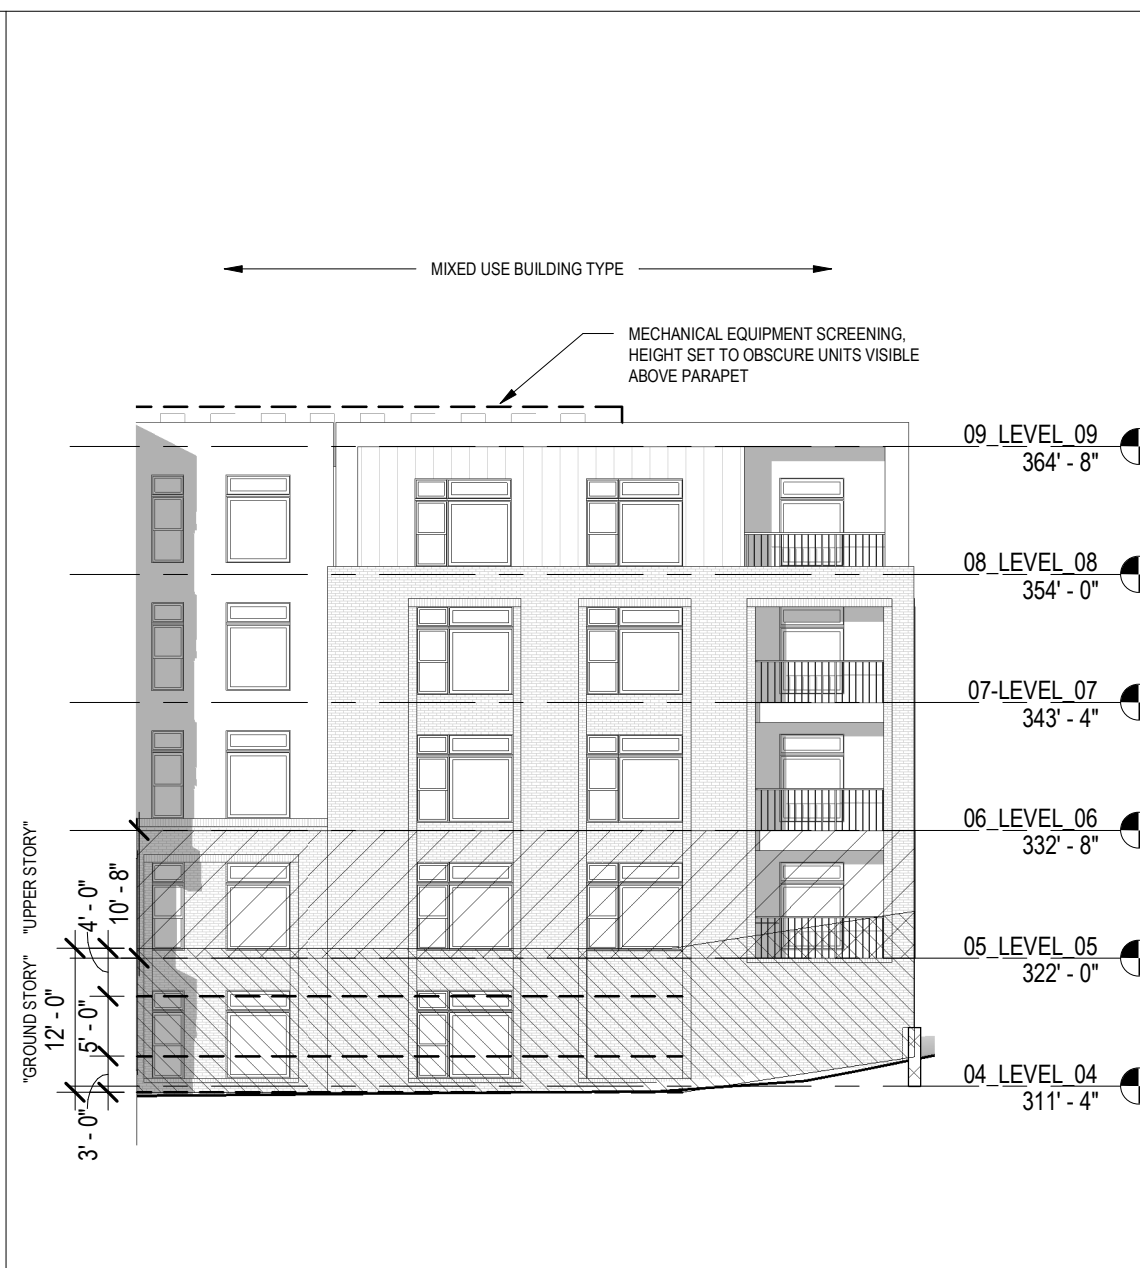 MIXED USE BUILDING TYPE
MECHANICAL EQUIPMENT SCREENING,
HEIGHT SET TO OBSCURE UNITS VISIBLE
ABOVE PARAPET
09_LEVEL_09
364' - 8"
08_LEVEL_08
354' - 0"
07-LEVEL_07
343' - 4"
06_LEVEL_06
332' - 8"
05_LEVEL_05
322' - 0"
04_LEVEL_04
311' - 4"
"UPPER STORY"
"GROUND STORY"
12' - 0"
4' - 0"
5' - 0"
3' - 0"
10' - 8"